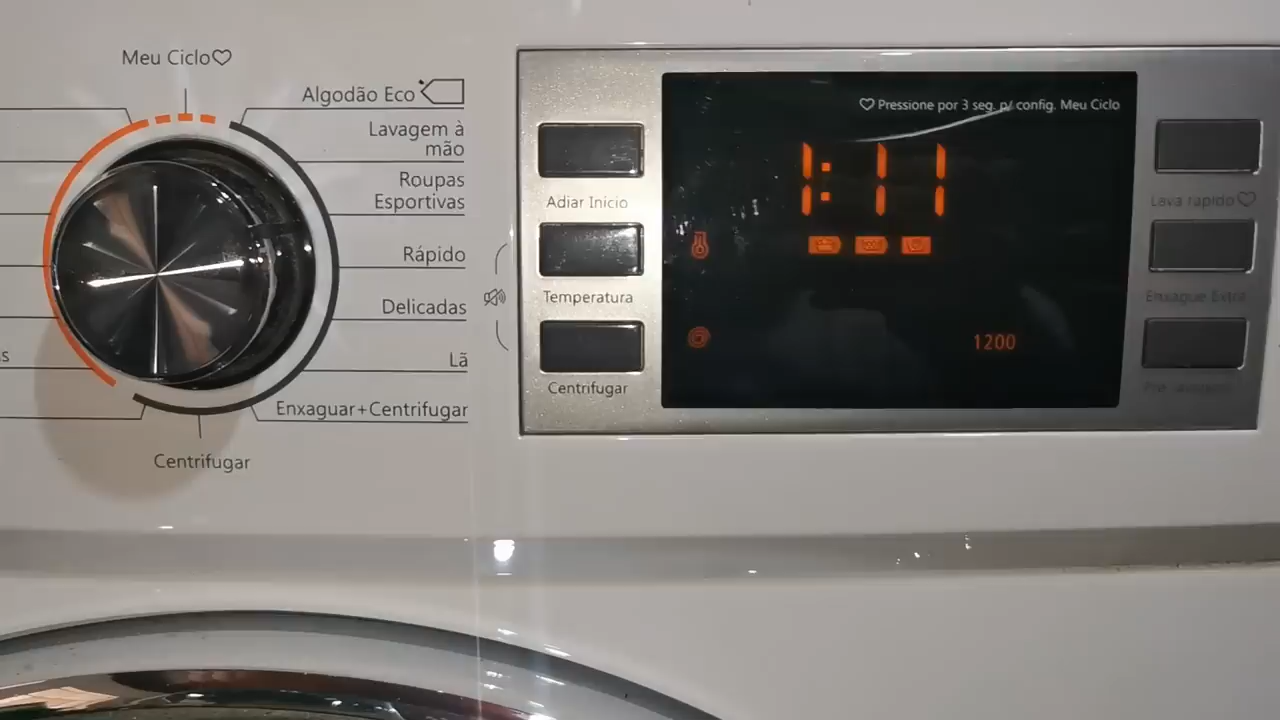 Meu Ciclo♡
Algodão Eco
Lavagem à
mão
Roupas
Esportivas
Rápido
Delicadas
Lã
Enxaguar+Centrifugar
Centrifugar
s
Adiar Inicio
Temperatura
Centrifugar
♡ Pressione por 3 seg. p/ config. Meu Ciclo
1:11
1200
Lava rápido♡
Enxague Extra